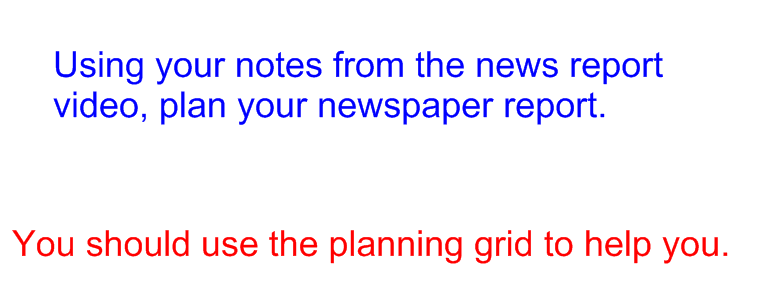 Using your notes from the news report
video, plan your newspaper report.
You should use the planning grid to help you.